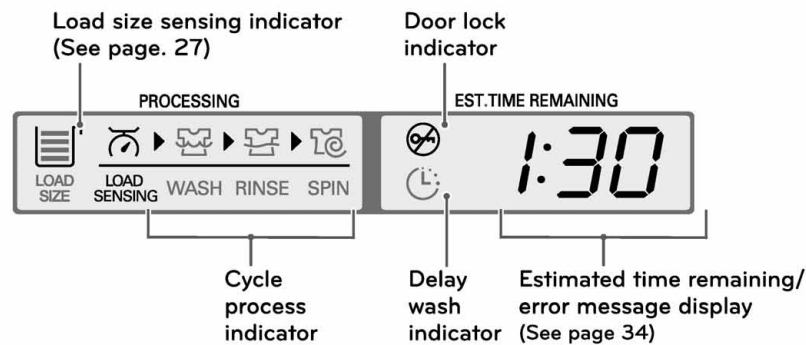 Load size sensing indicator
(See page. 27)
Door lock
indicator
PROCESSING
EST.TIME REMAINING
1:30
LOAD
SIZE
LOAD
SENSING
WASH
RINSE
SPIN
Cycle
process
indicator
Delay
wash
indicator
Estimated time remaining/
error message display
(See page 34)